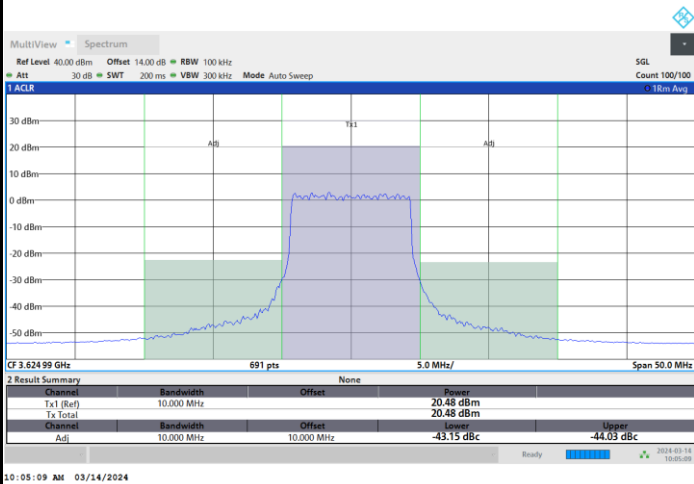 MultiView Spectrum
Ref Level 40.00 dBm Offset 14.00 dB RBW 100 kHz SGL
Att 30 dB SWT 200 ms VBW 300 kHz Mode Auto Sweep Count 100/100
1 ACLR 1Rm Avg
30 dBm
Tx1
20 dBm Adj Adj
10 dBm
0 dBm
-10 dBm
-20 dBm
-30 dBm
-40 dBm
-50 dBm
CF 3.62499 GHz 691 pts 5.0 MHz/ Span 50.0 MHz
2 Result Summary None
Channel Bandwidth Offset Power
Tx1 (Ref) 10.000 MHz 20.48 dBm
Tx Total 20.48 dBm
Channel Bandwidth Offset Lower Upper
Adj 10.000 MHz 10.000 MHz -43.15 dBc -44.03 dBc
Ready 2024-03-14
10:05:09
10:05:09 AM 03/14/2024